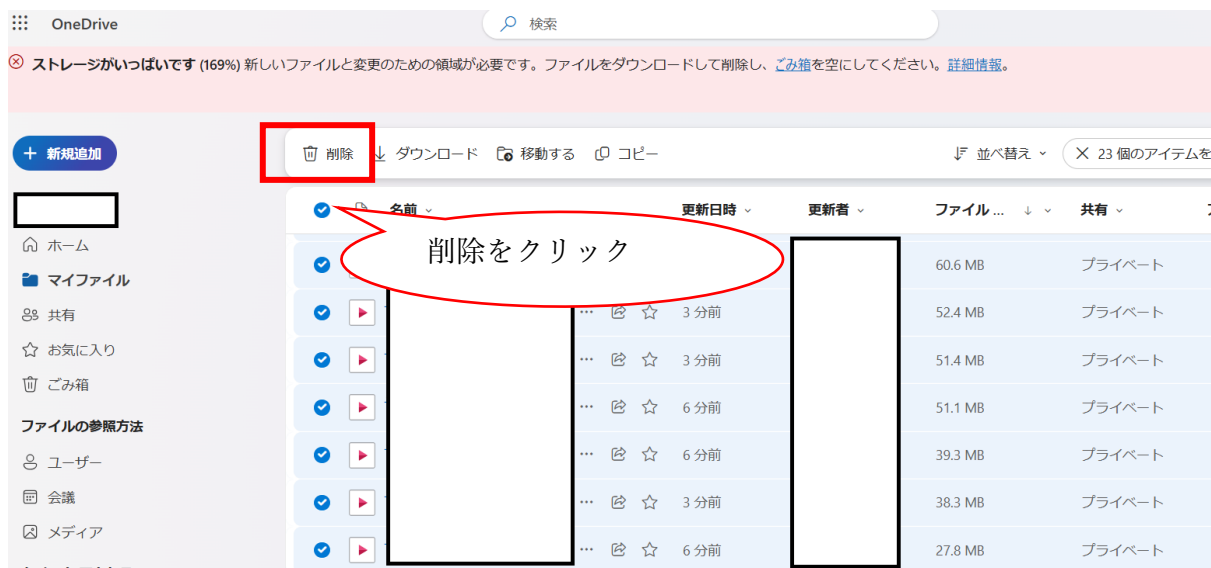 OneDrive
検索
ストレージがいっぱいです (169%) 新しいファイルと変更のための領域が必要です。ファイルをダウンロードして削除し、ごみ箱を空にしてください。詳細情報。
+ 新規追加
削除 ↓ ダウンロード 移動する コピー
並べ替え
× 23 個のアイテムを
ホーム
マイファイル
共有
お気に入り
ごみ箱
ファイルの参照方法
ユーザー
会議
メディア
名前 更新日時 更新者 ファイル ... ↓ 共有
削除をクリック
60.6 MB プライベート
... 3 分前 52.4 MB プライベート
... 3 分前 51.4 MB プライベート
... 6 分前 51.1 MB プライベート
... 6 分前 39.3 MB プライベート
... 3 分前 38.3 MB プライベート
... 6 分前 27.8 MB プライベート